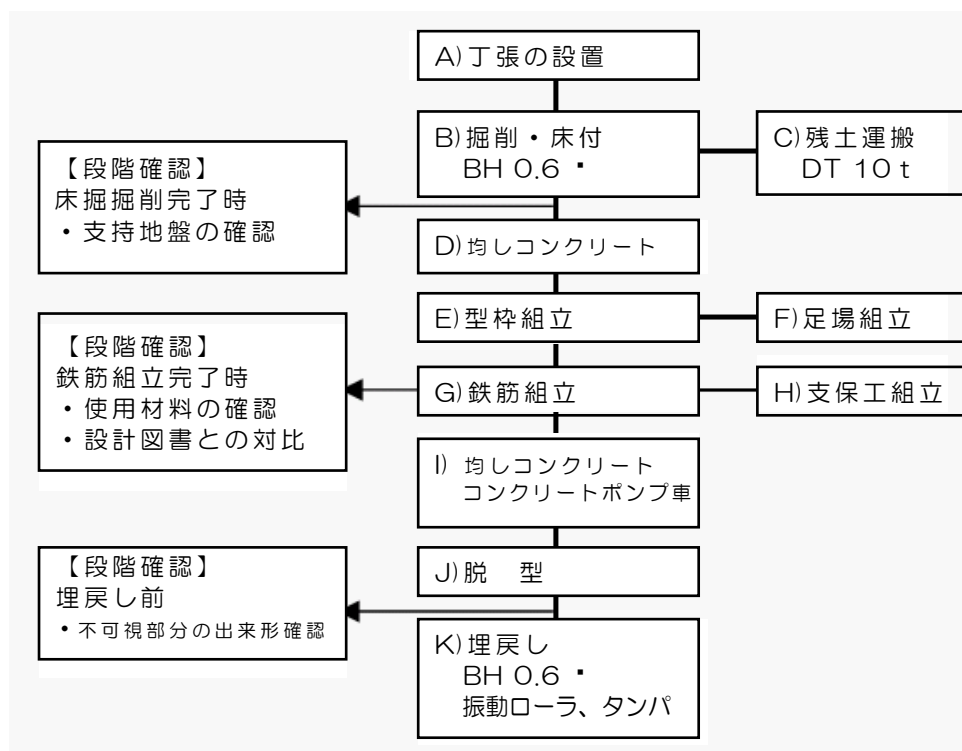 A)丁張の設置
B)掘削・床付
BH 0.6 ･
C)残土運搬
DT 10 t
【段階確認】
床掘掘削完了時
・支持地盤の確認
D)均しコンクリート
E)型枠組立
F)足場組立
【段階確認】
鉄筋組立完了時
・使用材料の確認
・設計図書との対比
G)鉄筋組立
H)支保工組立
I) 均しコンクリート
コンクリートポンプ車
【段階確認】
埋戻し前
・不可視部分の出来形確認
J)脱 型
K)埋戻し
BH 0.6 ･
振動ローラ、タンパ